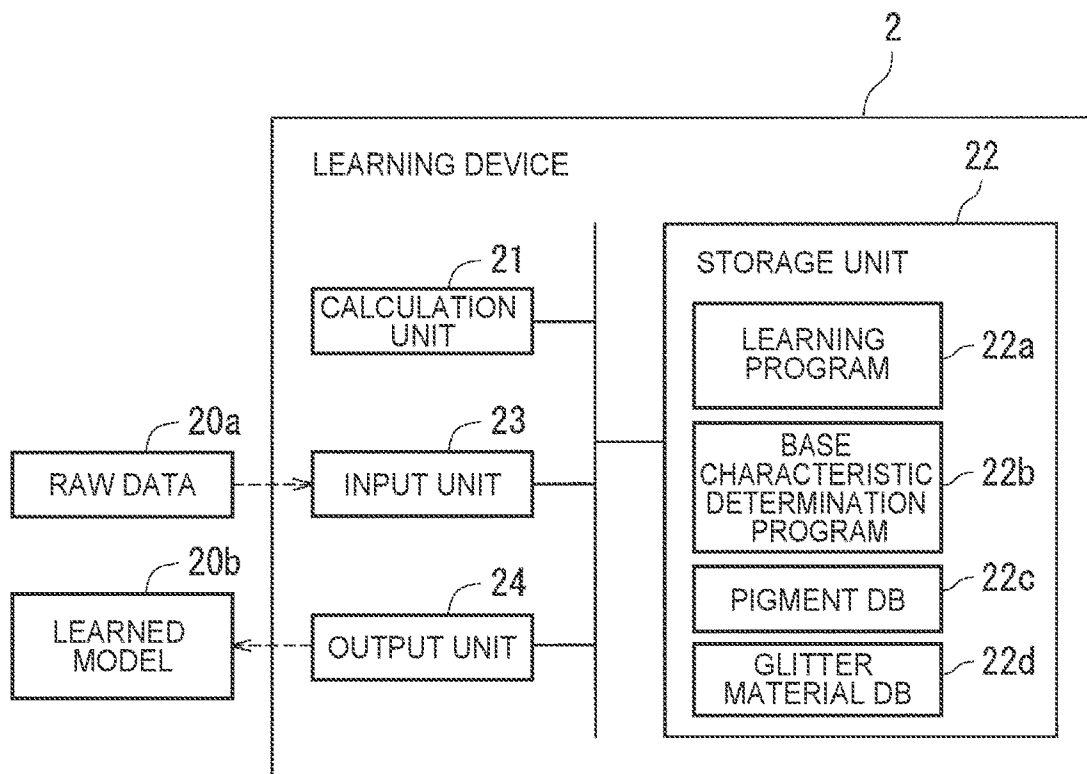 2
LEARNING DEVICE
22
STORAGE UNIT
21
CALCULATION
UNIT
LEARNING
PROGRAM
22a
20a
RAW DATA
23
INPUT UNIT
BASE
CHARACTERISTIC
DETERMINATION
PROGRAM
22b
20b
LEARNED
MODEL
24
OUTPUT UNIT
PIGMENT DB
22c
GLITTER
MATERIAL DB
22d